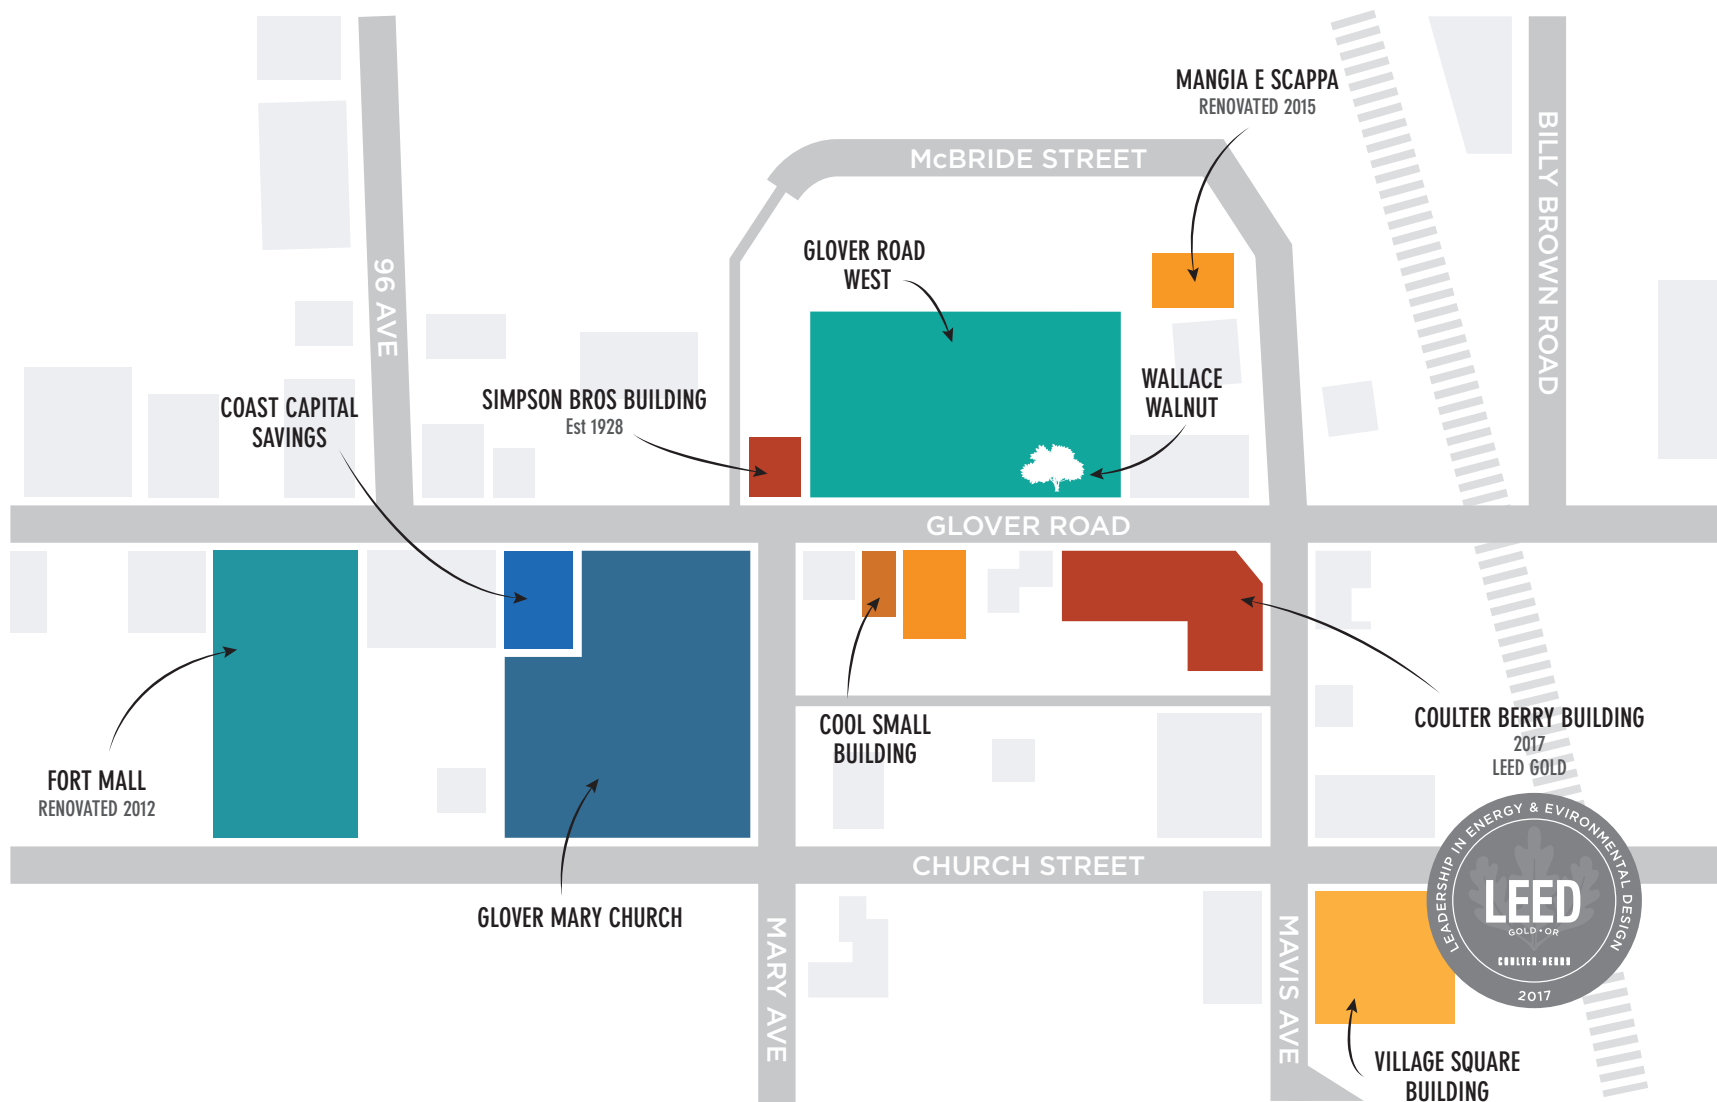 MANGIA E SCAPPA
RENOVATED 2015
McBRIDE STREET
BILLY BROWN ROAD
96 AVE
GLOVER ROAD
WEST
WALLACE
WALNUT
COAST CAPITAL
SAVINGS
SIMPSON BROS BUILDING
Est 1928
GLOVER ROAD
COOL SMALL
BUILDING
COULTER BERRY BUILDING
2017
LEED GOLD
FORT MALL
RENOVATED 2012
CHURCH STREET
GLOVER MARY CHURCH
MARY AVE
MAVIS AVE
LEADERSHIP IN ENERGY & EVIRONMENTAL DESIGN
LEED
GOLD • OR
COULTER-BERRY
2017
VILLAGE SQUARE
BUILDING